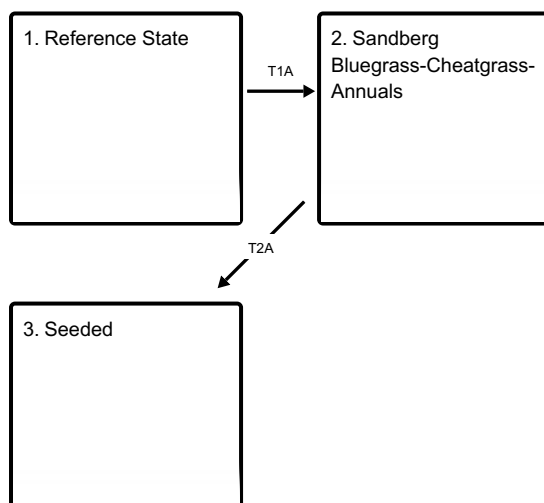 1. Reference State
T1A
2. Sandberg
Bluegrass-Cheatgrass-
Annuals
T2A
3. Seeded